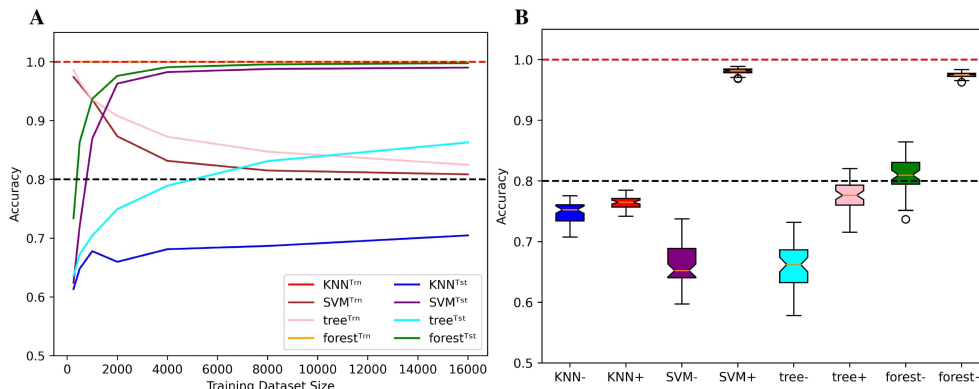 A
Accuracy
1.0
0.9
0.8
0.7
0.6
0.5
0 2000 4000 6000 8000 10000 12000 14000 16000
Training Dataset Size
KNNTrn KNNTst
SVMTrn SVMTst
treeTrn treeTst
forestTrn forestTst
B
Accuracy
1.0
0.9
0.8
0.7
0.6
0.5
KNN- KNN+ SVM- SVM+ tree- tree+ forest- forest-